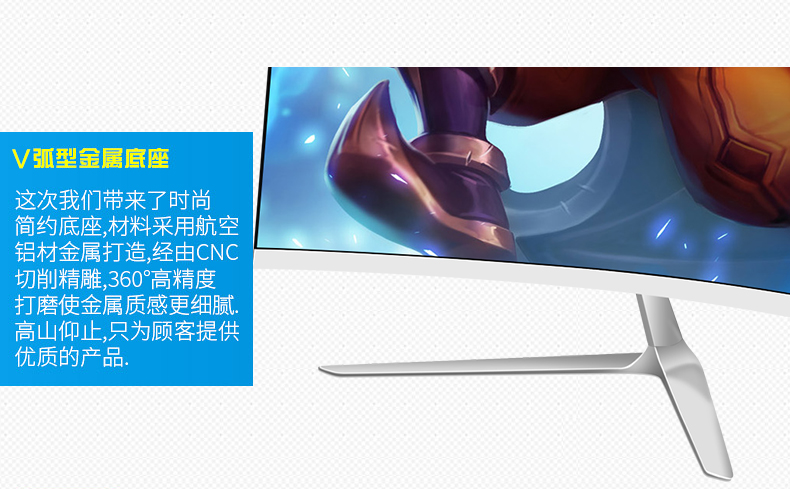 V弧型金属底座
这次我们带来了时尚
简约底座,材料采用航空
铝材金属打造,经由CNC
切削精雕,360°高精度
打磨使金属质感更细腻.
高山仰止,只为顾客提供
优质的产品.